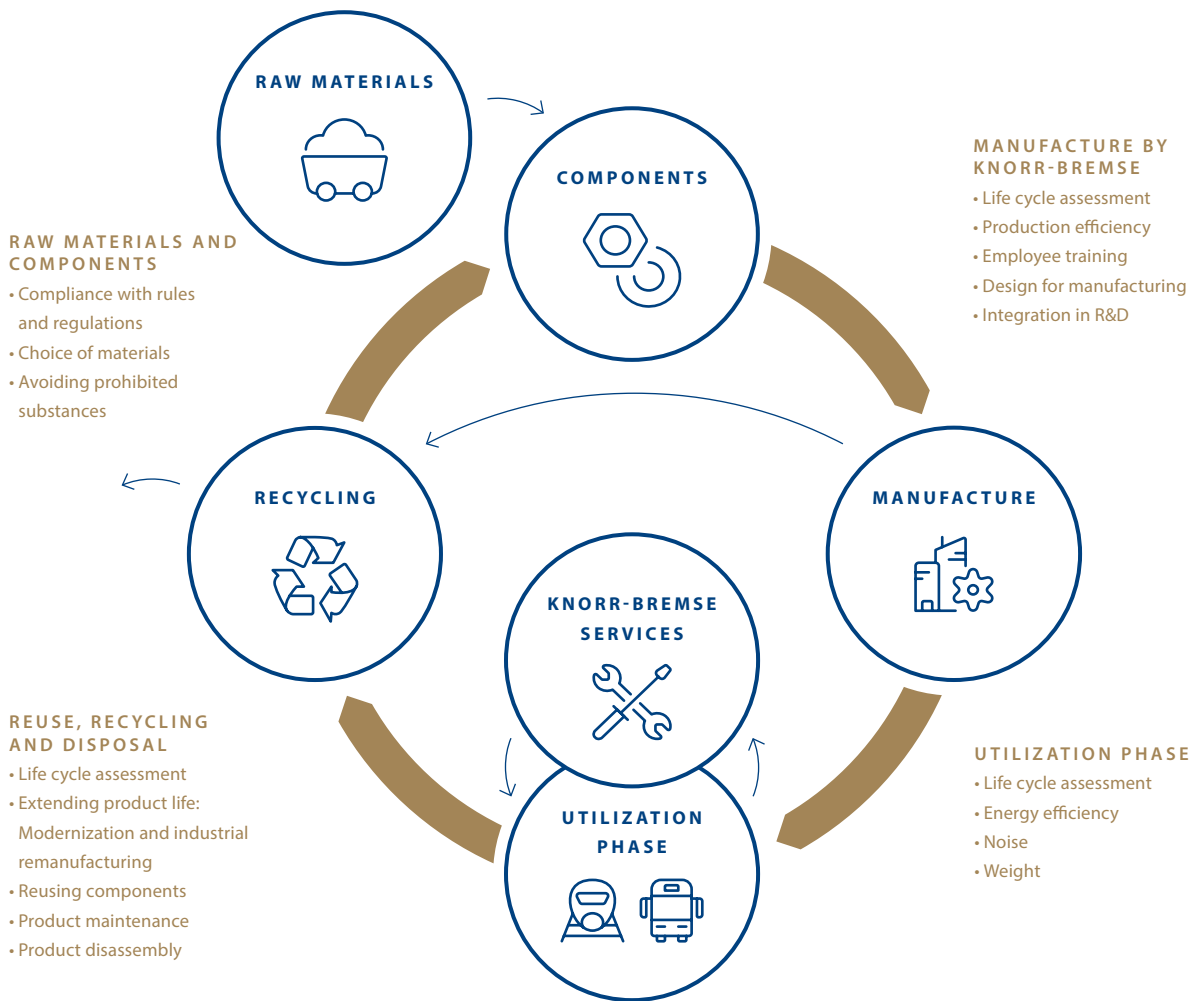 RAW MATERIALS
COMPONENTS
MANUFACTURE BY
KNORR-BREMSE
• Life cycle assessment
• Production efficiency
• Employee training
• Design for manufacturing
• Integration in R&D
RAW MATERIALS AND
COMPONENTS
• Compliance with rules
and regulations
• Choice of materials
• Avoiding prohibited
substances
RECYCLING
MANUFACTURE
KNORR-BREMSE
SERVICES
UTILIZATION
PHASE
REUSE, RECYCLING
AND DISPOSAL
• Life cycle assessment
• Extending product life:
Modernization and industrial
remanufacturing
• Reusing components
• Product maintenance
• Product disassembly
UTILIZATION PHASE
• Life cycle assessment
• Energy efficiency
• Noise
• Weight